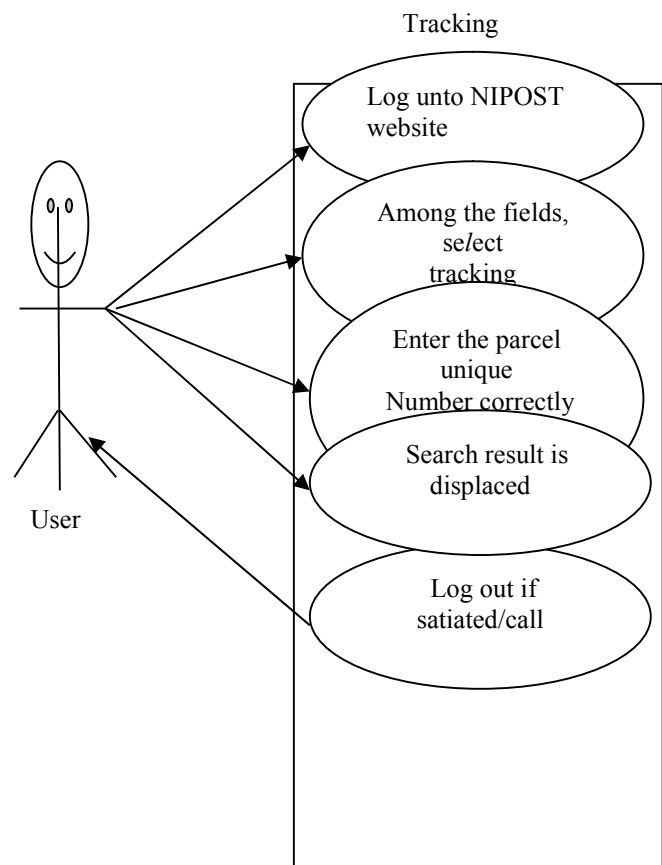 Tracking
Log unto NIPOST
website
Among the fields,
select
tracking
Enter the parcel
unique
Number correctly
Search result is
displaced
Log out if
satiated/call
User